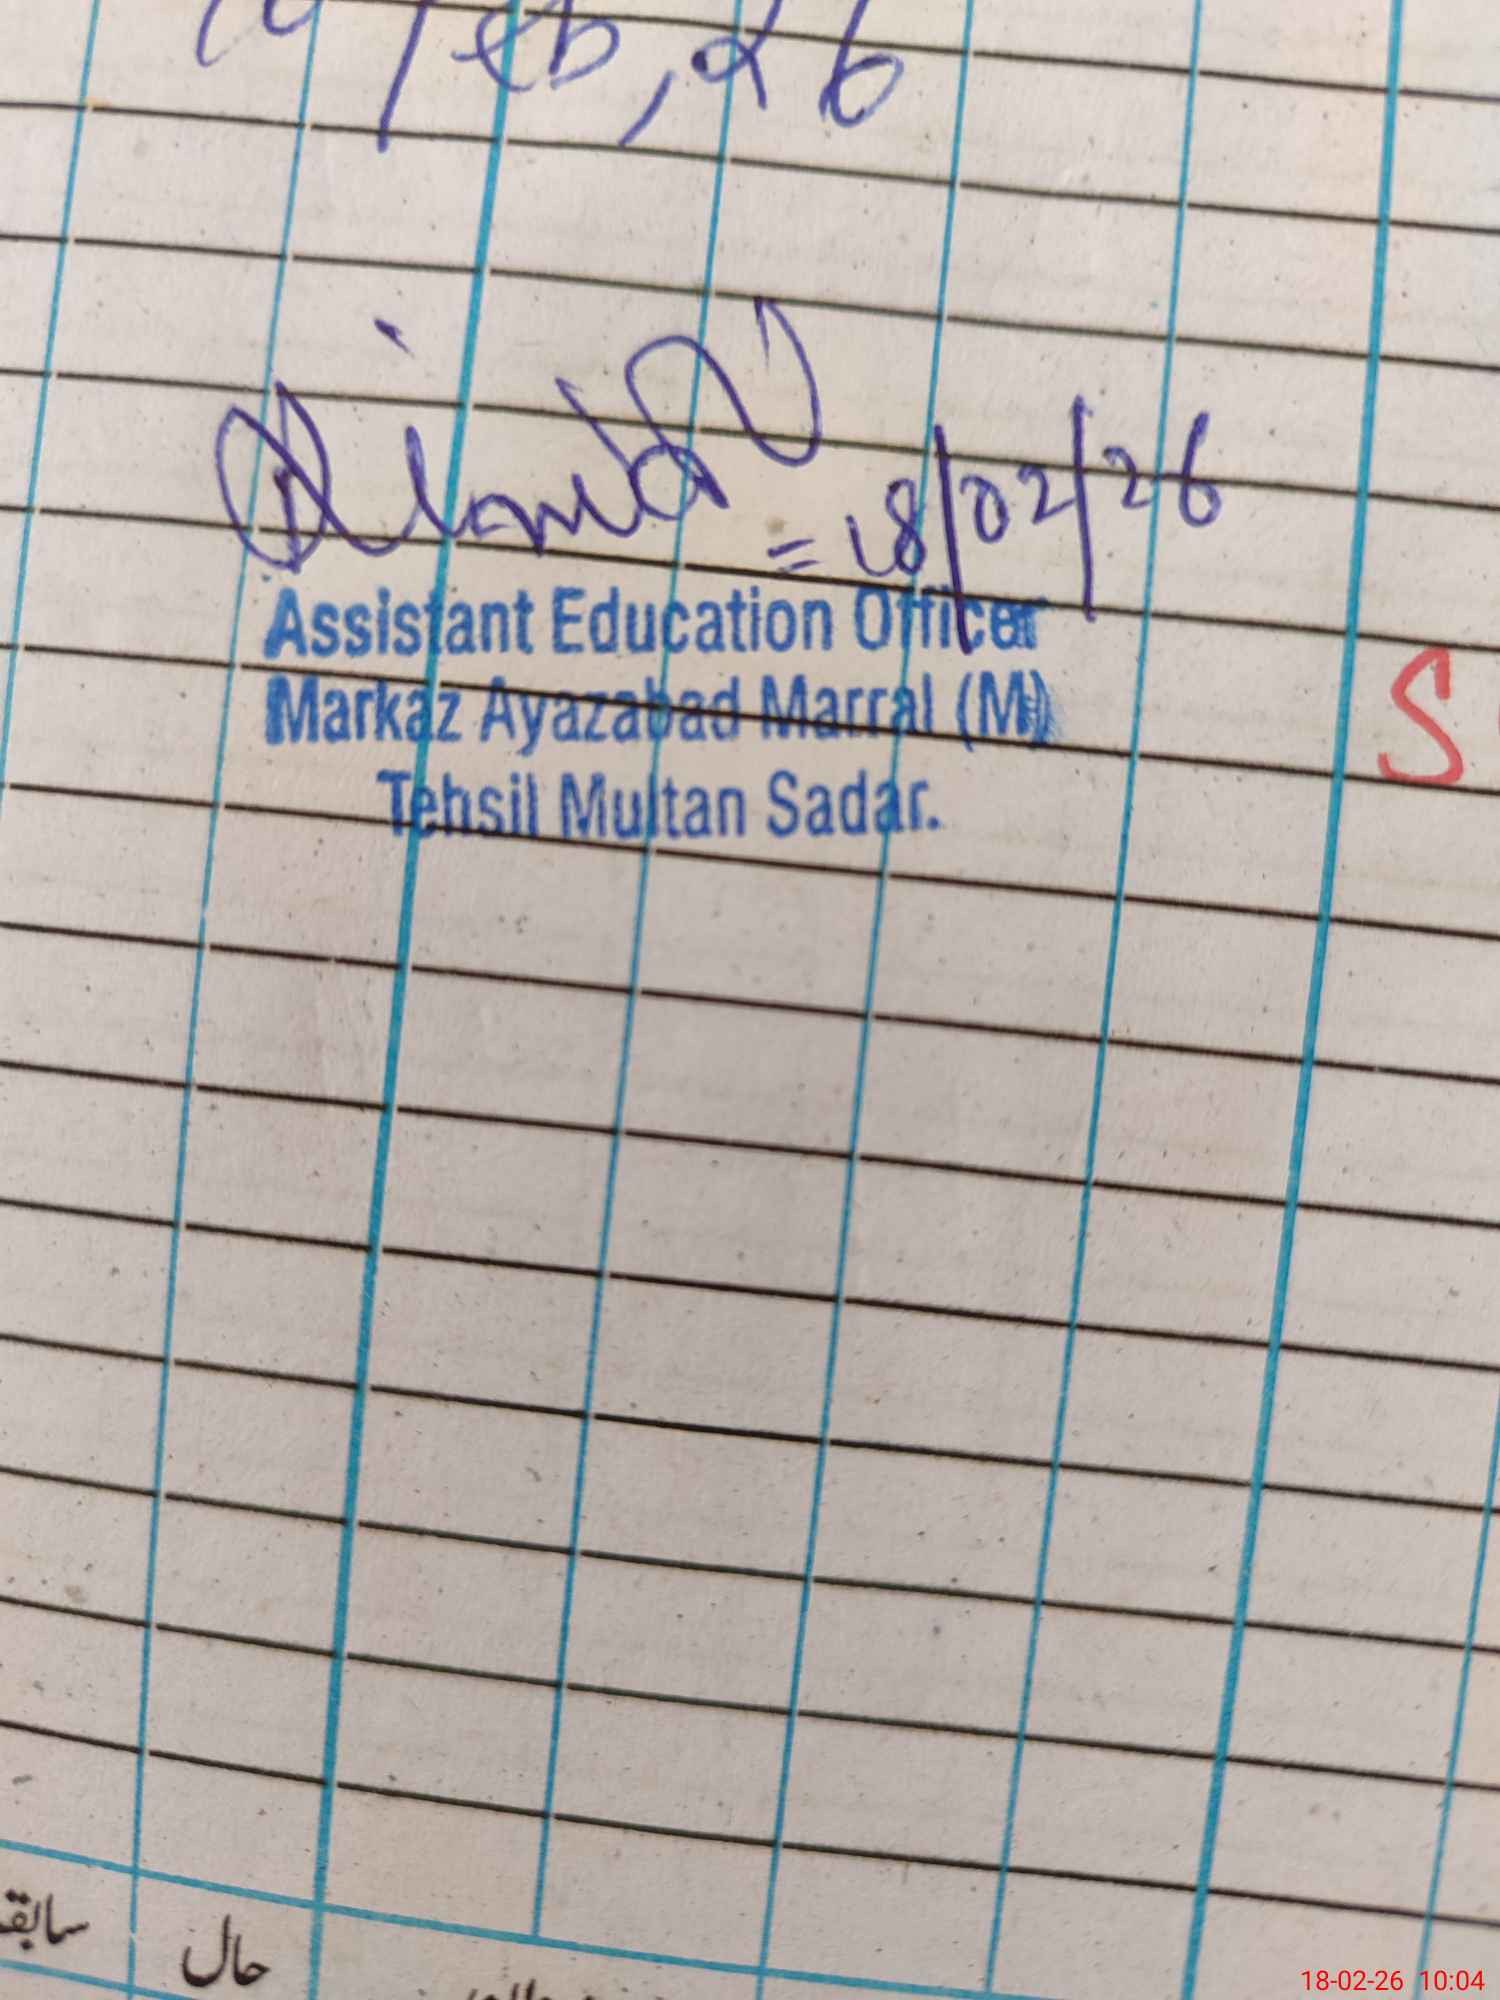 Feb, 26
= 18/02/26
Assistant Education Officer
Markaz Ayazabad Marral (M)
Tehsil Multan Sadar.
S
سابقہ
حال
18-02-26 10:04